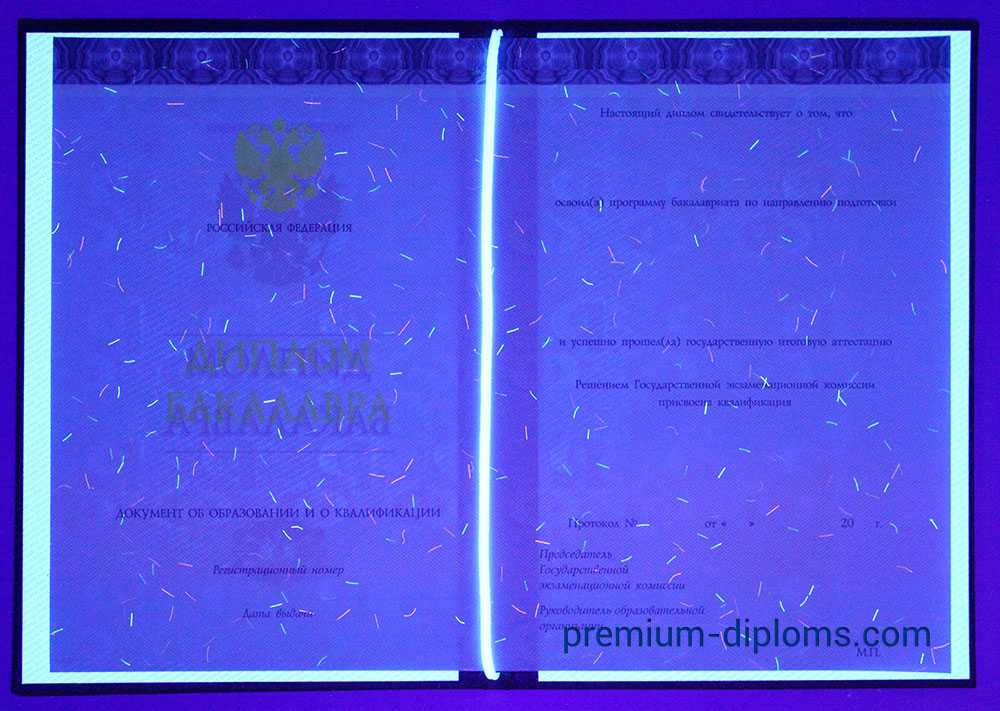 РОССИЙСКАЯ ФЕДЕРАЦИЯ
ДИПЛОМ
БАКАЛАВРА
ДОКУМЕНТ ОБ ОБРАЗОВАНИИ И О КВАЛИФИКАЦИИ
Регистрационный номер
Дата выдачи
Настоящий диплом свидетельствует о том, что
освоил(а) программу бакалавриата по направлению подготовки
и успешно прошел(ла) государственную итоговую аттестацию
Решением Государственной экзаменационной комиссии
присвоена квалификация
Протокол № от « » 20 г.
Председатель
Государственной
экзаменационной комиссии
Руководитель образовательной
организации
premium-diploms.com
М.П.